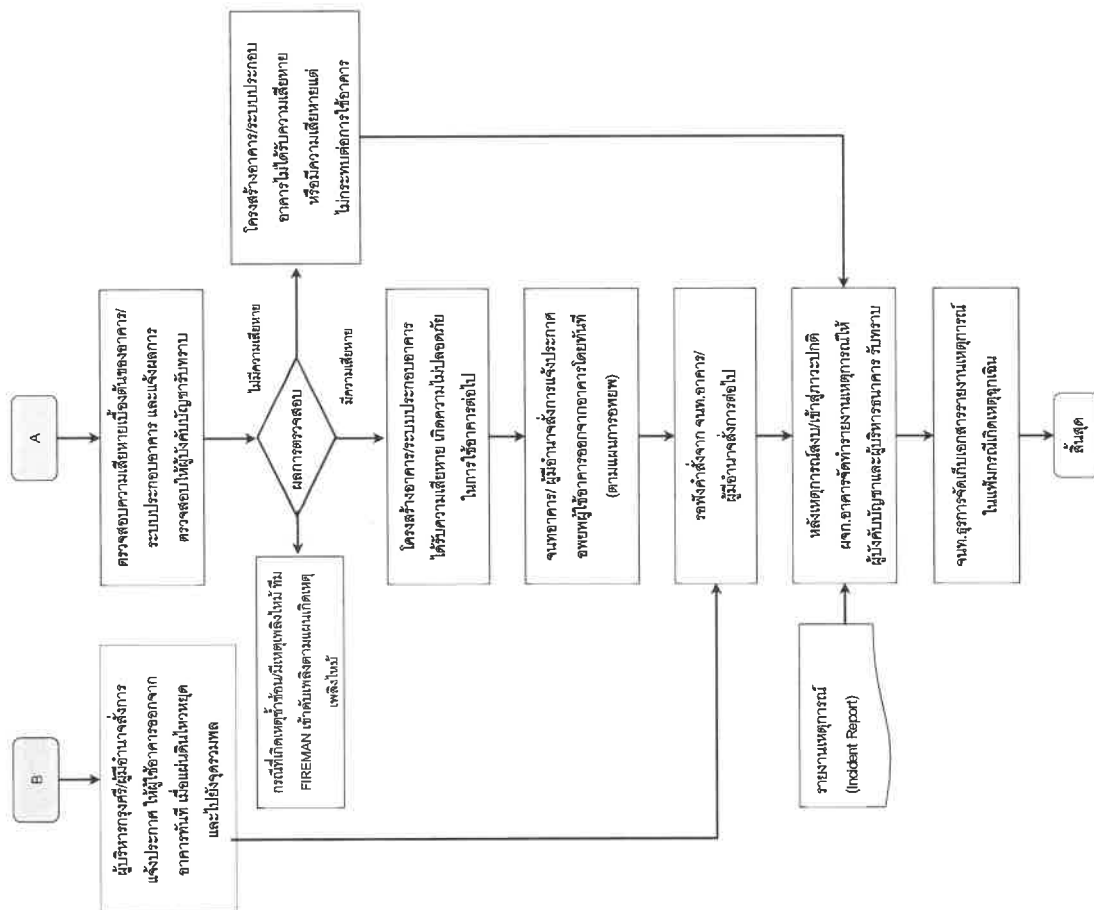 A
ตรวจสอบความเสียหายเบื้องต้นของอาคาร/
ระบบประกอบอาคาร และแจ้งผลการ
ตรวจสอบให้ผู้บังคับบัญชารับทราบ
ผลการตรวจสอบ
ไม่มีความเสียหาย
มีความเสียหาย
โครงสร้างอาคาร/ระบบประกอบ
อาคารไม่ได้รับความเสียหาย
หรือมีความเสียหายแต่
ไม่กระทบต่อการใช้อาคาร
กรณีที่เกิดเหตุซ้ำซ้อน/มีเหตุเพลิงไหม้ ทีม
FIREMAN เข้าดับเพลิงตามแผนเกิดเหตุ
เพลิงไหม้
โครงสร้างอาคาร/ระบบประกอบอาคาร
ได้รับความเสียหาย เกิดความไม่ปลอดภัย
ในการใช้อาคารต่อไป
จนทอาคาร/ ผู้มีอำนาจสั่งการแจ้งประกาศ
อพยพผู้ใช้อาคารออกจากอาคารโดยทันที
(ตามแผนการอพยพ)
B
ผู้บริหารกรุงศรี/ผู้มีอำนาจสั่งการ
แจ้งประกาศ ให้ผู้ใช้อาคารออกจาก
อาคารทันที เมื่อแผ่นดินไหวหยุด
และไปยังจุดรวมพล
รอฟังคำสั่งจาก จนท.อาคาร/
ผู้มีอำนาจสั่งการต่อไป
หลังเหตุการณ์สงบ/เข้าสู่ภาวะปกติ
ผจก.อาคารจัดทำรายงานเหตุการณ์ให้
ผู้บังคับบัญชาและผู้บริหารธนาคาร รับทราบ
รายงานเหตุการณ์
(Incident Report)
จนท.ธุรการจัดเก็บเอกสารรายงานเหตุการณ์
ในแฟ้มกรณีเกิดเหตุฉุกเฉิน
สิ้นสุด